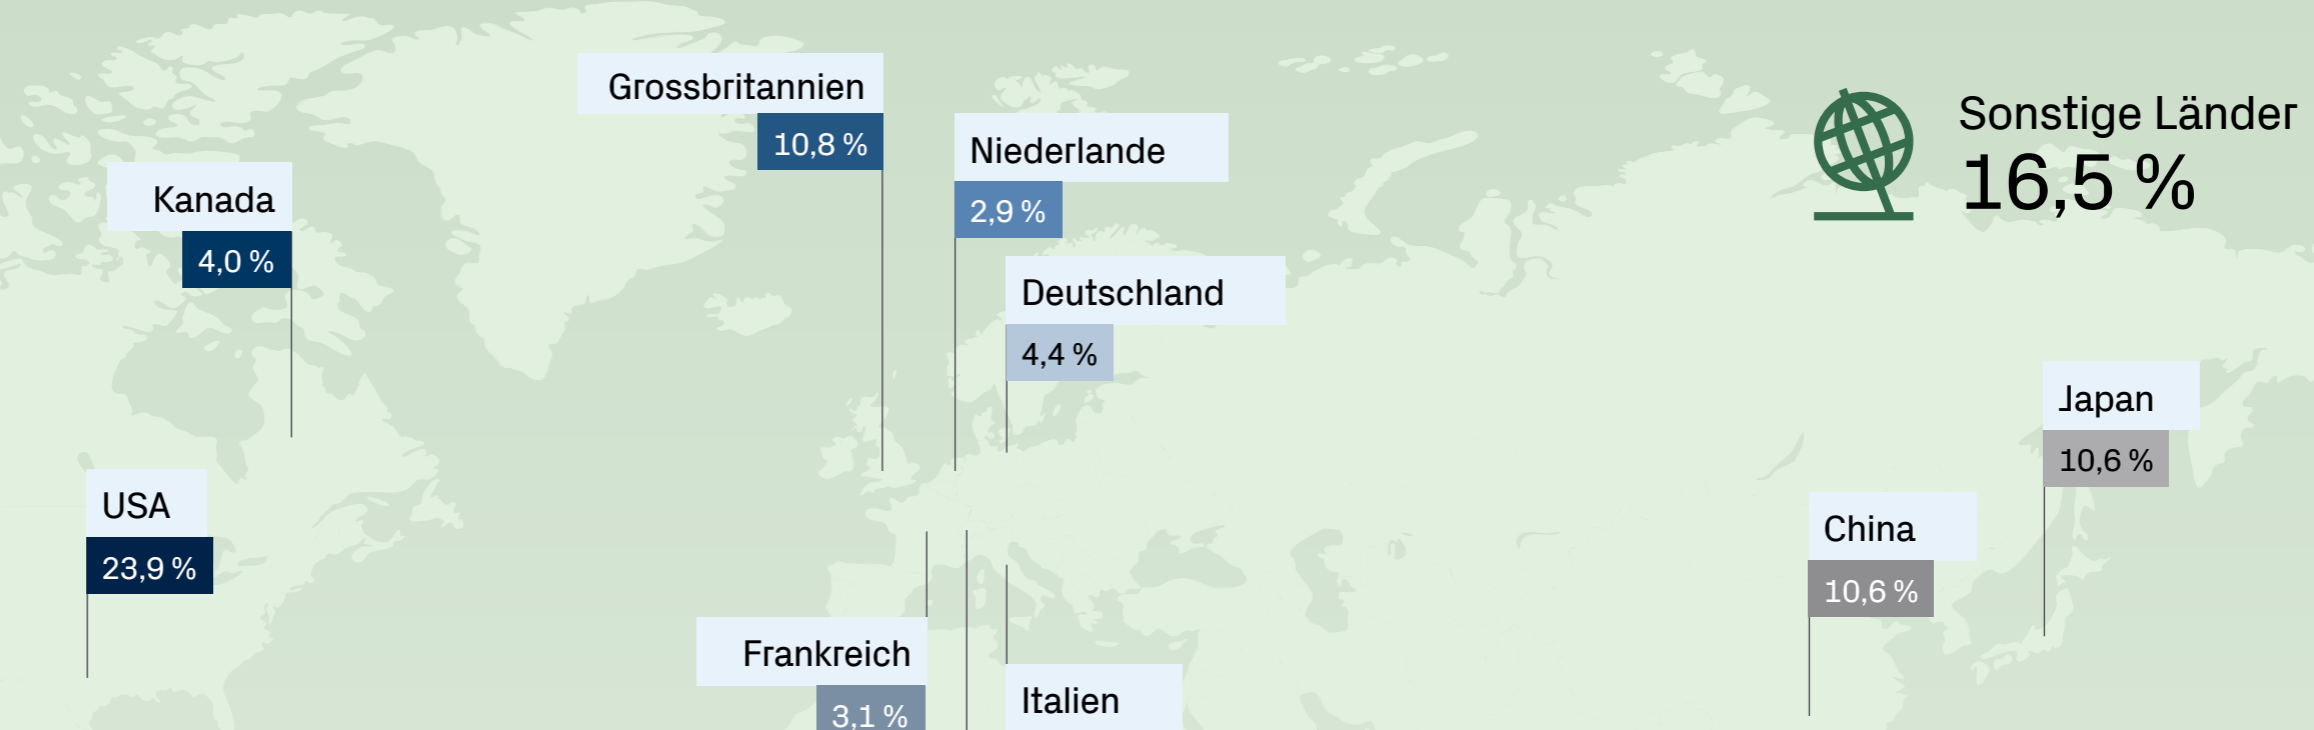 Grossbritannien
10,8 %
Niederlande
2,9 %
Sonstige Länder
16,5 %
Kanada
4,0 %
Deutschland
4,4 %
Japan
10,6 %
USA
23,9 %
China
10,6 %
Frankreich
3,1 %
Italien